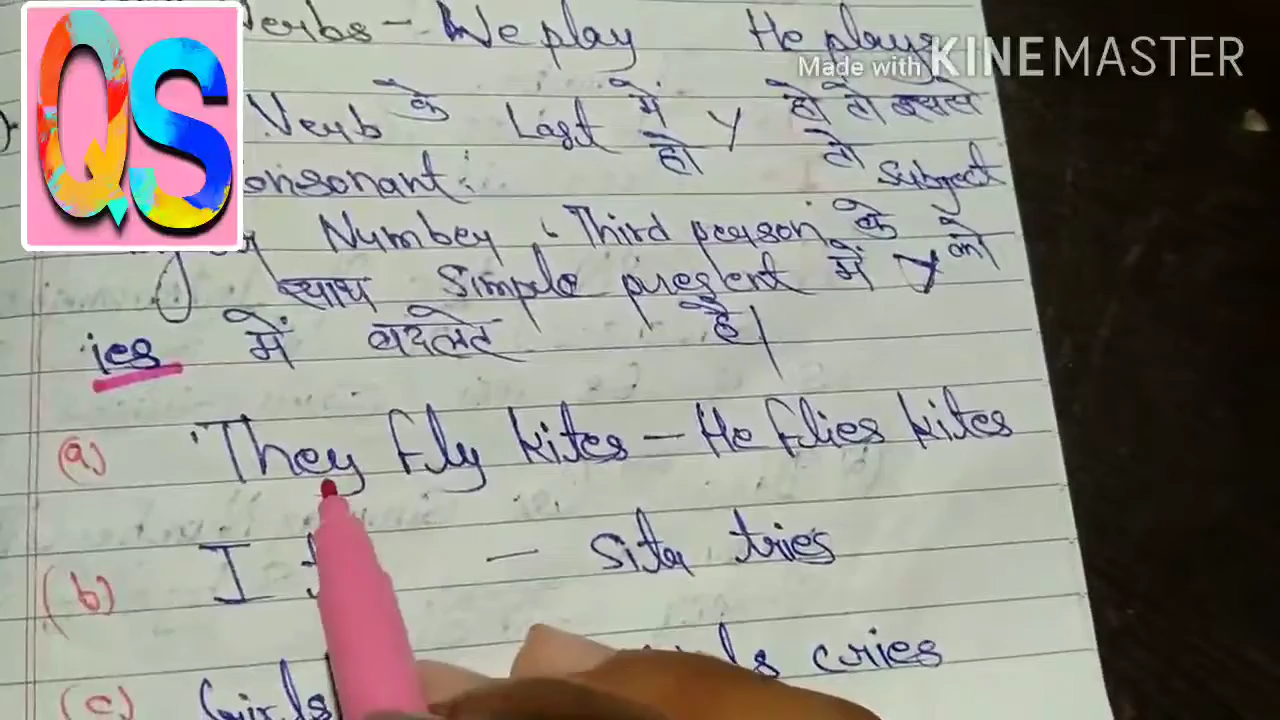 Verbs - We play He plays
Made with KINEMASTER
QS
Verb के Last में y हो तो
हो हो
Consonant: Subject
Number, Third person के
साथ Simple present में y को
ies में बदलते है।
(a) They fly kites - He flies kites
(b) I - Sita tries
(c) Girls cries